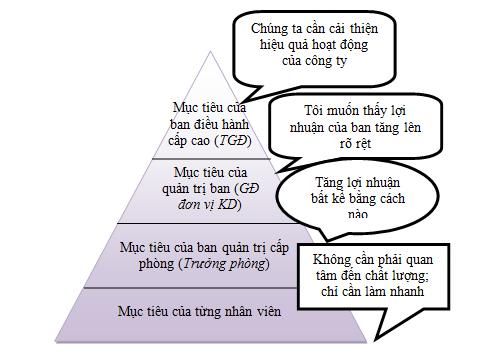 Chúng ta cần cải thiện
hiệu quả hoạt động
của công ty
Mục tiêu của
ban điều hành
cấp cao (TGĐ)
Tôi muốn thấy lợi
nhuận của ban tăng lên
rõ rệt
Mục tiêu của
quản trị ban (GĐ
đơn vị KD)
Tăng lợi nhuận
bất kể bằng cách
nào
Mục tiêu của ban quản trị cấp
phòng (Trưởng phòng)
Không cần phải quan
tâm đến chất lượng;
chỉ cần làm nhanh
Mục tiêu của từng nhân viên